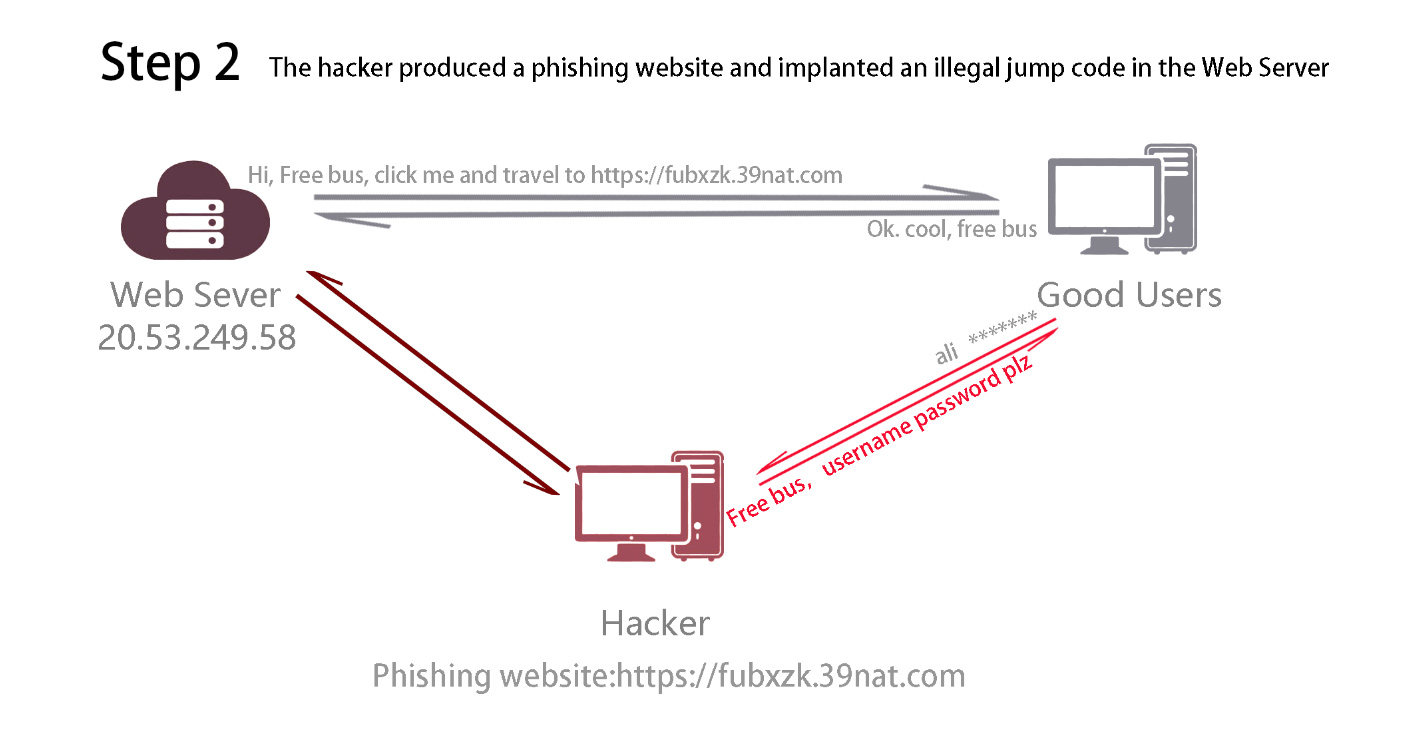 Step 2 The hacker produced a phishing website and implanted an illegal jump code in the Web Server
Hi, Free bus, click me and travel to https://fubxzk.39nat.com
Ok. cool, free bus
Web Sever
20.53.249.58
Good Users
ali *******
Free bus, username password plz
Hacker
Phishing website:https://fubxzk.39nat.com